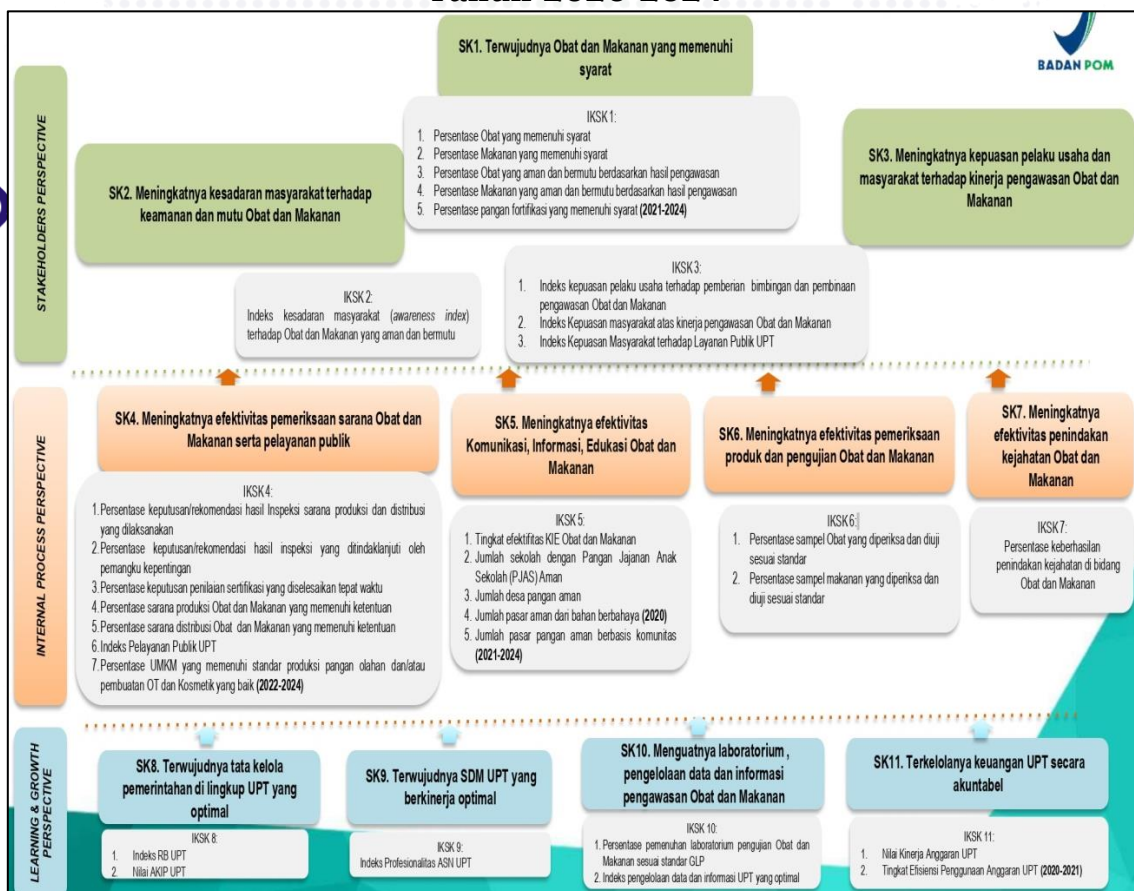 SK1. Terwujudnya Obat dan Makanan yang memenuhi
syarat
BADAN POM
STAKEHOLDERS PERSPECTIVE
IKSK 1:
1. Persentase Obat yang memenuhi syarat
2. Persentase Makanan yang memenuhi syarat
3. Persentase Obat yang aman dan bermutu berdasarkan hasil pengawasan
4. Persentase Makanan yang aman dan bermutu berdasarkan hasil pengawasan
5. Persentase pangan fortifikasi yang memenuhi syarat (2021-2024)
SK2. Meningkatnya kesadaran masyarakat terhadap
keamanan dan mutu Obat dan Makanan
SK3. Meningkatnya kepuasan pelaku usaha dan
masyarakat terhadap kinerja pengawasan Obat dan
Makanan
IKSK 2:
Indeks kesadaran masyarakat (awareness index)
terhadap Obat dan Makanan yang aman dan bermutu
IKSK 3:
1. Indeks kepuasan pelaku usaha terhadap pemberian bimbingan dan pembinaan
pengawasan Obat dan Makanan
2. Indeks Kepuasan masyarakat atas kinerja pengawasan Obat dan Makanan
3. Indeks Kepuasan Masyarakat terhadap Layanan Publik UPT
INTERNAL PROCESS PERSPECTIVE
SK4. Meningkatnya efektivitas pemeriksaan sarana Obat dan
Makanan serta pelayanan publik
IKSK 4:
1. Persentase keputusan/rekomendasi hasil Inspeksi sarana produksi dan distribusi
yang dilaksanakan
2. Persentase keputusan/rekomendasi hasil inspeksi yang ditindaklanjuti oleh
pemangku kepentingan
3. Persentase keputusan penilaian sertifikasi yang diselesaikan tepat waktu
4. Persentase sarana produksi Obat dan Makanan yang memenuhi ketentuan
5. Persentase sarana distribusi Obat dan Makanan yang memenuhi ketentuan
6. Indeks Pelayanan Publik UPT
7. Persentase UMKM yang memenuhi standar produksi pangan olahan dan/atau
pembuatan OT dan Kosmetik yang baik (2022-2024)
SK5. Meningkatnya efektivitas
Komunikasi, Informasi, Edukasi Obat dan
Makanan
IKSK 5:
1. Tingkat efektifitas KIE Obat dan Makanan
2. Jumlah sekolah dengan Pangan Jajanan Anak
Sekolah (PJAS) Aman
3. Jumlah desa pangan aman
4. Jumlah pasar aman dari bahan berbahaya (2020)
5. Jumlah pasar pangan aman berbasis komunitas
(2021-2024)
SK6. Meningkatnya efektivitas pemeriksaan
produk dan pengujian Obat dan Makanan
IKSK 6:
1. Persentase sampel Obat yang diperiksa dan diuji
sesuai standar
2. Persentase sampel makanan yang diperiksa dan
diuji sesuai standar
SK7. Meningkatnya
efektivitas penindakan
kejahatan Obat dan
Makanan
IKSK 7:
Persentase keberhasilan
penindakan kejahatan di bidang
Obat dan Makanan
LEARNING & GROWTH
PERSPECTIVE
SK8. Terwujudnya tata kelola
pemerintahan di lingkup UPT yang
optimal
IKSK 8:
1. Indeks RB UPT
2. Nilai AKIP UPT
SK9. Terwujudnya SDM UPT yang
berkinerja optimal
IKSK 9:
Indeks Profesionalitas ASN UPT
SK10. Menguatnya laboratorium ,
pengelolaan data dan informasi
pengawasan Obat dan Makanan
IKSK 10:
1. Persentase pemenuhan laboratorium pengujian Obat dan
Makanan sesuai standar GLP
2. Indeks pengelolaan data dan informasi UPT yang optimal
SK11. Terkelolanya keuangan UPT secara
akuntabel
IKSK 11:
1. Nilai Kinerja Anggaran UPT
2. Tingkat Efisiensi Penggunaan Anggaran UPT (2020-2021)